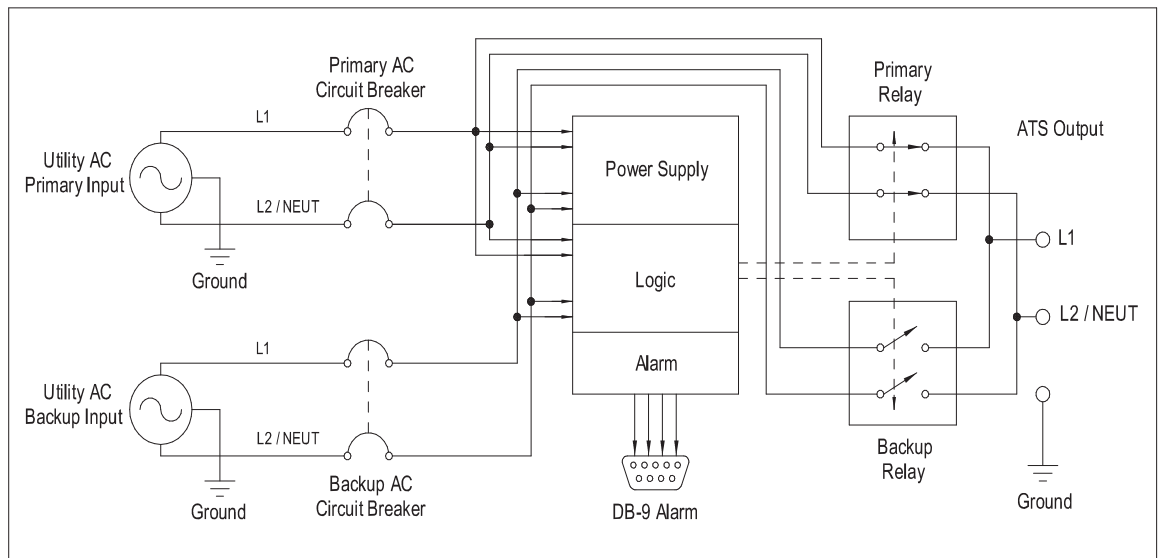 Primary AC
Circuit Breaker
L1
Utility AC
Primary Input
L2 / NEUT
Ground
Power Supply
Logic
Alarm
Primary
Relay
ATS Output
L1
L2 / NEUT
L1
Utility AC
Backup Input
L2 / NEUT
Ground
Backup AC
Circuit Breaker
DB-9 Alarm
Backup
Relay
Ground